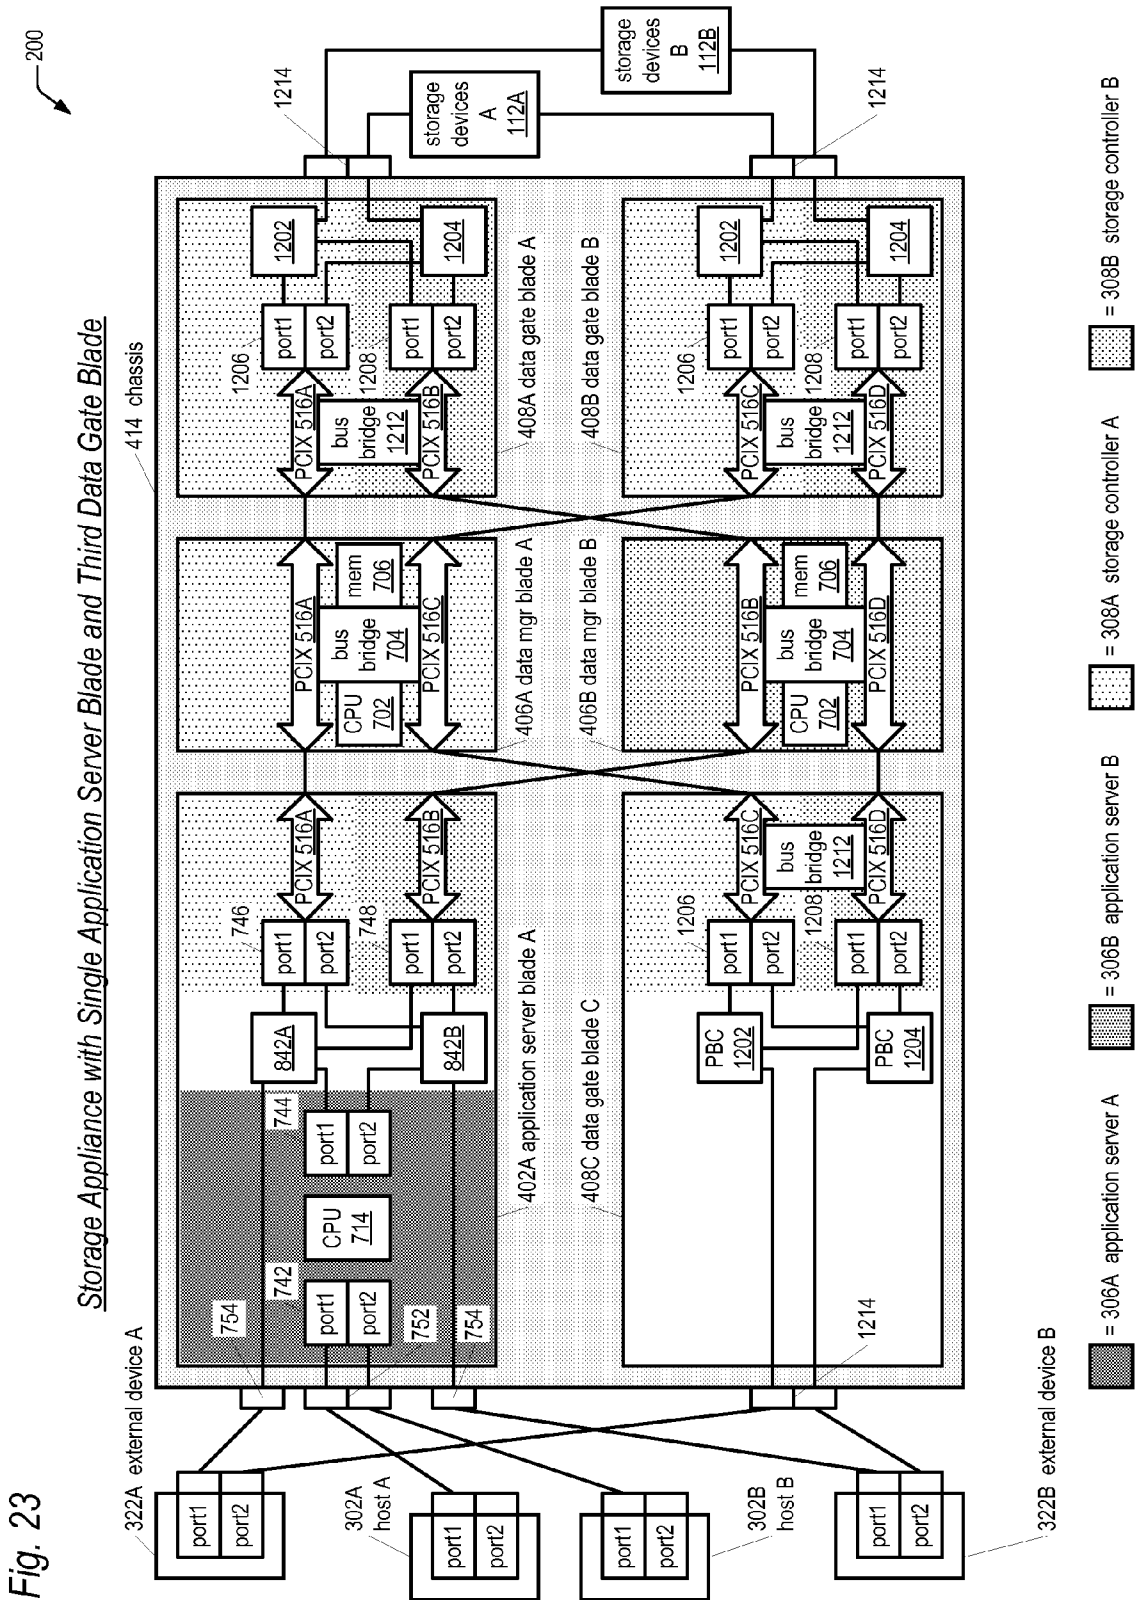 Fig. 23
Storage Appliance with Single Application Server Blade and Third Data Gate Blade
200
414 chassis
322A external device A
port1
port2
302A
host A
port1
port2
302B
host B
port1
port2
322B external device B
port1
port2
754
752
754
1214
402A application server blade A
742
port1
port2
CPU
714
744
port1
port2
842A
842B
746
port1
port2
748
port1
port2
PCIX 516A
PCIX 516B
408C data gate blade C
PBC
1202
PBC
1204
1206
port1
port2
1208
port1
port2
PCIX 516C
bus
bridge
1212
PCIX 516D
406A data mgr blade A
PCIX 516A
CPU
702
bus
bridge
704
mem
706
PCIX 516C
406B data mgr blade B
PCIX 516B
CPU
702
bus
bridge
704
mem
706
PCIX 516D
408A data gate blade A
PCIX 516A
bus
bridge
1212
PCIX 516B
1206
port1
port2
1208
port1
port2
1202
1204
408B data gate blade B
PCIX 516C
bus
bridge
1212
PCIX 516D
1206
port1
port2
1208
port1
port2
1202
1204
1214
1214
storage
devices
A
112A
storage
devices
B
112B
= 306A application server A
= 306B application server B
= 308A storage controller A
= 308B storage controller B